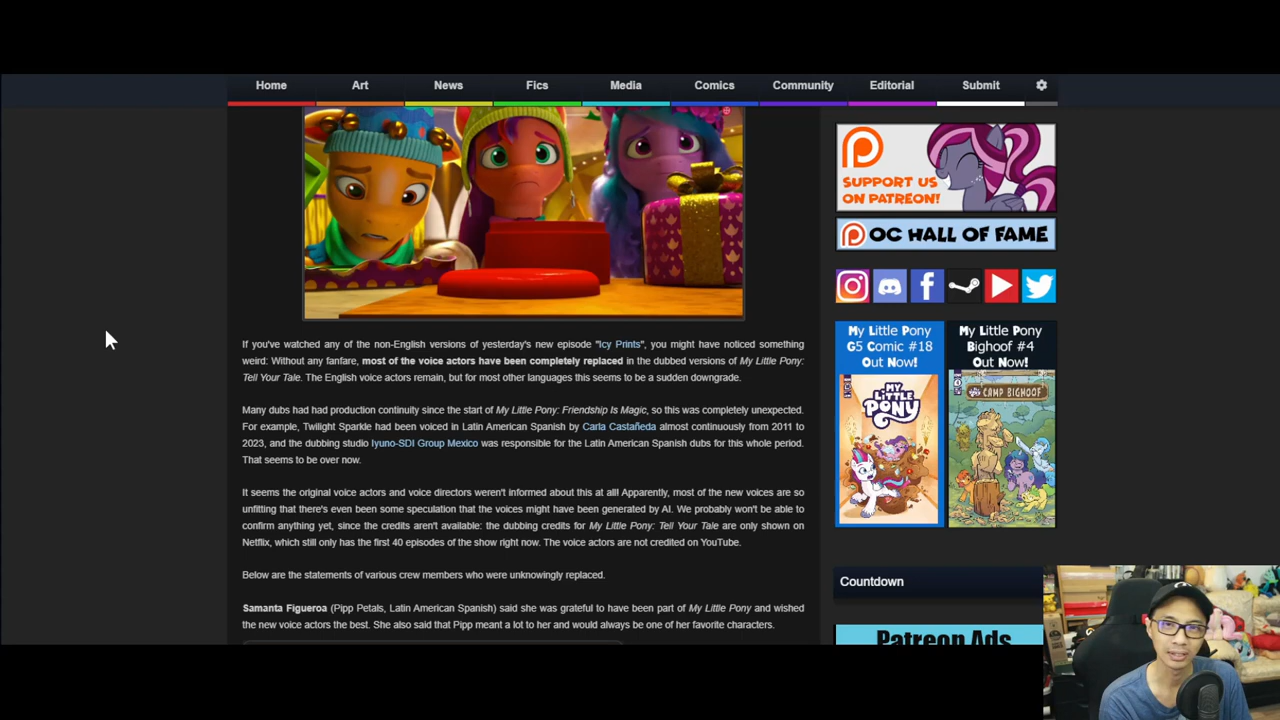 Home Art News Fics Media Comics Community Editorial Submit
SUPPORT US
ON PATREON!
OC HALL OF FAME
If you've watched any of the non-English versions of yesterday's new episode "Icy Prints", you might have noticed something
weird: Without any fanfare, most of the voice actors have been completely replaced in the dubbed versions of My Little Pony:
Tell Your Tale. The English voice actors remain, but for most other languages this seems to be a sudden downgrade.
Many dubs had had production continuity since the start of My Little Pony: Friendship Is Magic, so this was completely unexpected.
For example, Twilight Sparkle had been voiced in Latin American Spanish by Carla Castañeda almost continuously from 2011 to
2023, and the dubbing studio Iyuno-SDI Group Mexico was responsible for the Latin American Spanish dubs for this whole period.
That seems to be over now.
It seems the original voice actors and voice directors weren't informed about this at all! Apparently, most of the new voices are so
unfitting that there's even been some speculation that the voices might have been generated by AI. We probably won't be able to
confirm anything yet, since the credits aren't available: the dubbing credits for My Little Pony: Tell Your Tale are only shown on
Netflix, which still only has the first 40 episodes of the show right now. The voice actors are not credited on YouTube.
Below are the statements of various crew members who were unknowingly replaced.
Samanta Figueroa (Pipp Petals, Latin American Spanish) said she was grateful to have been part of My Little Pony and wished
the new voice actors the best. She also said that Pipp meant a lot to her and would always be one of her favorite characters.
My Little Pony
G5 Comic #18
Out Now!
MY
LITTLE
PONY
My Little Pony
Bighoof #4
Out Now!
CAMP BIGHOOF
Countdown
Patreon Ads